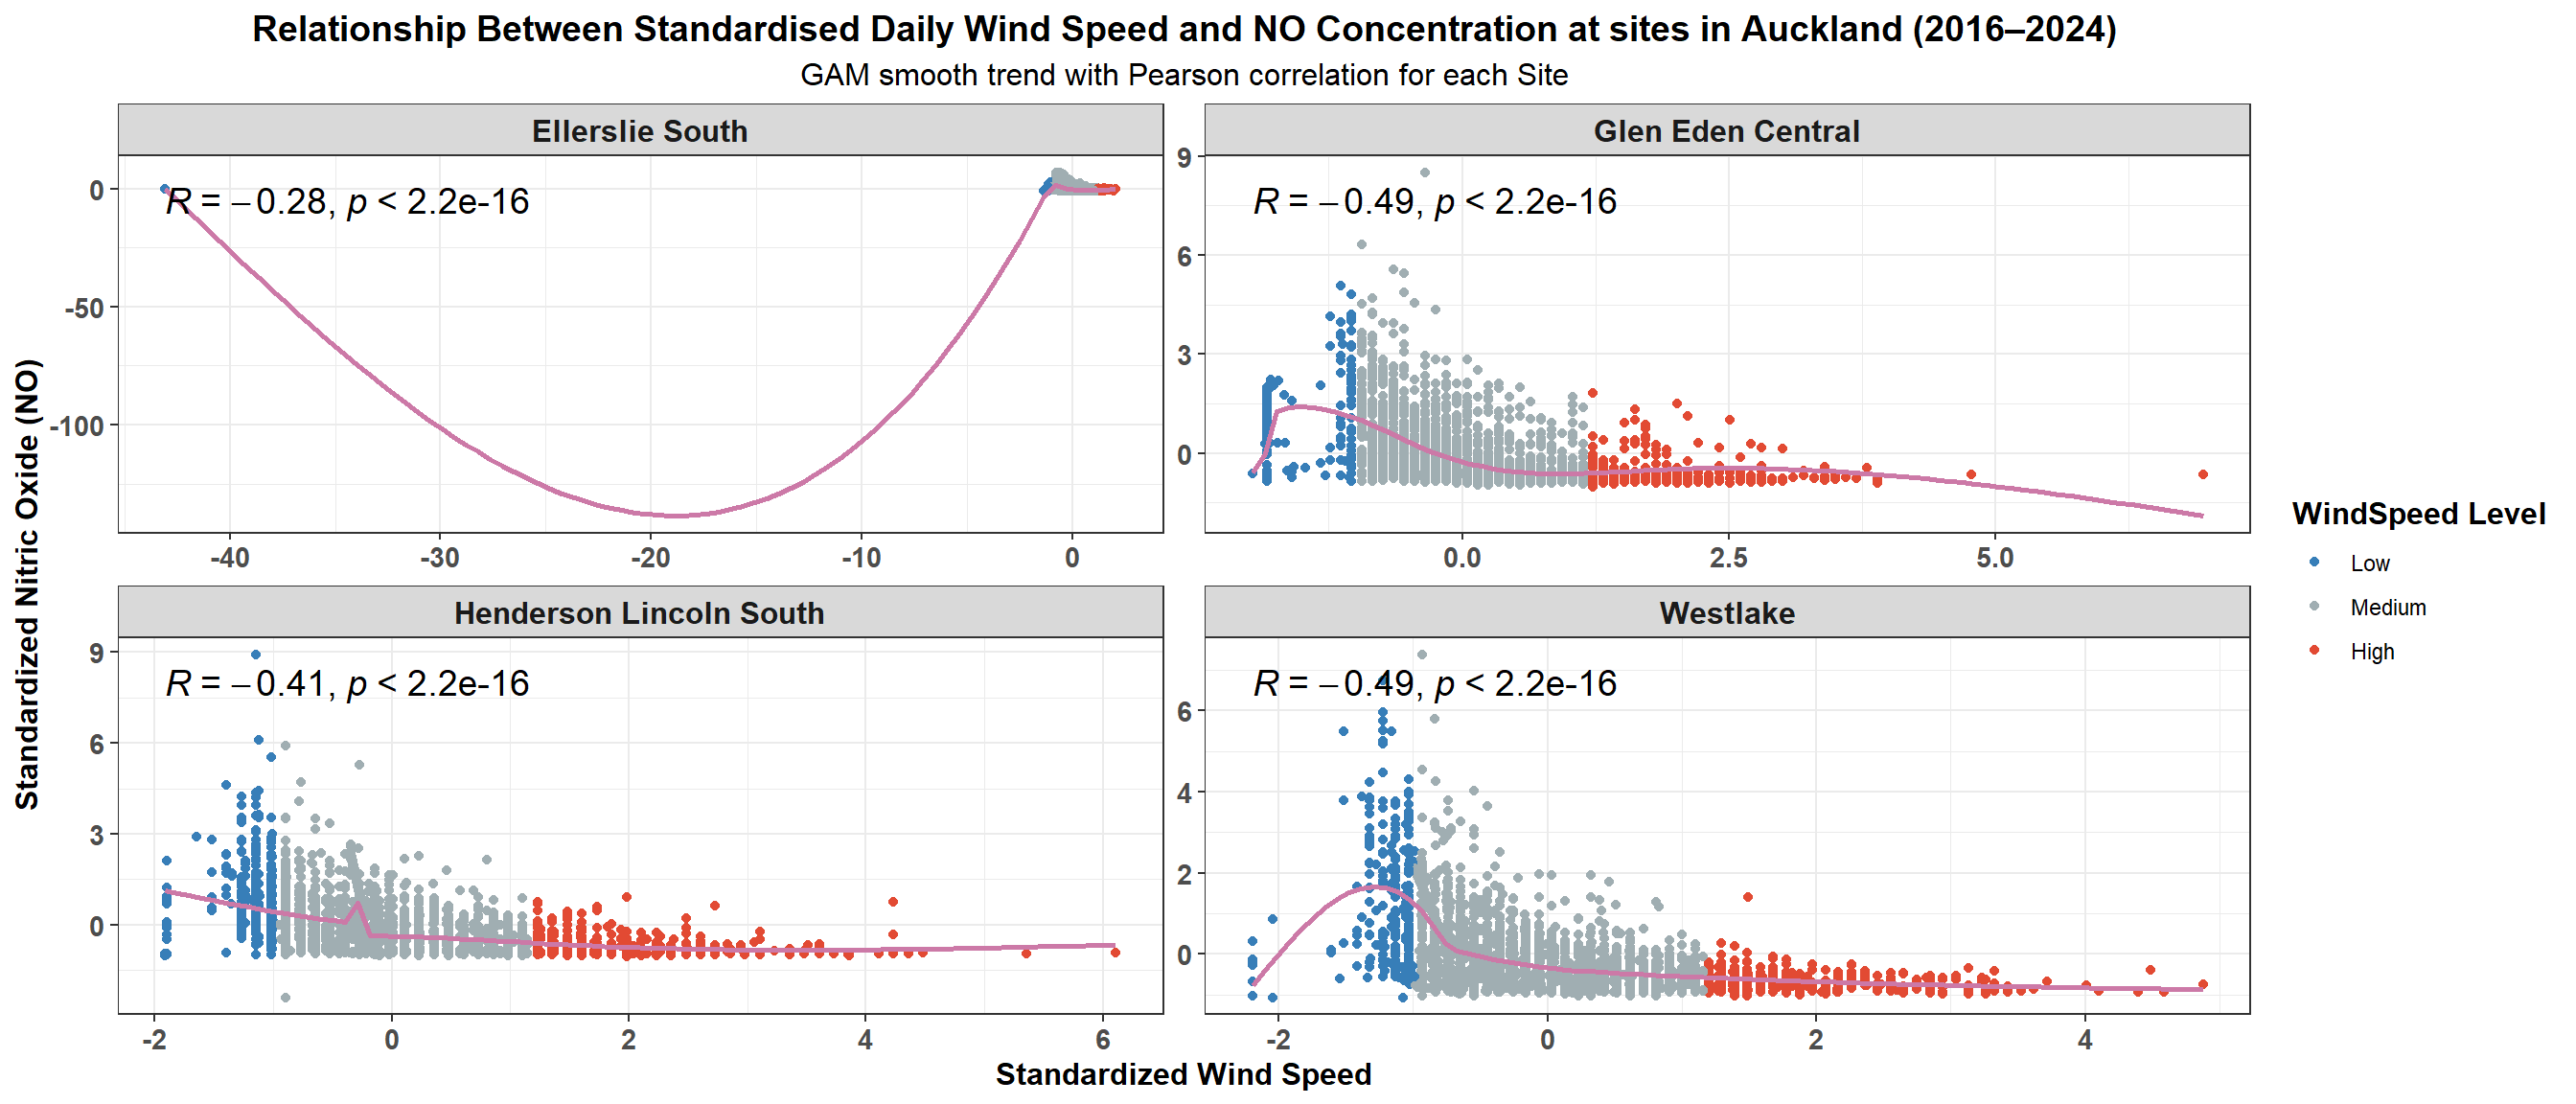 Relationship Between Standardised Daily Wind Speed and NO Concentration at sites in Auckland (2016–2024)
GAM smooth trend with Pearson correlation for each Site
Ellerslie South
R = −0.28, p < 2.2e-16
0
-50
-100
-40 -30 -20 -10 0
Glen Eden Central
R = −0.49, p < 2.2e-16
9
6
3
0
0.0 2.5 5.0
Henderson Lincoln South
R = −0.41, p < 2.2e-16
9
6
3
0
-2 0 2 4 6
Westlake
R = −0.49, p < 2.2e-16
6
4
2
0
-2 0 2 4
Standardized Nitric Oxide (NO)
Standardized Wind Speed
WindSpeed Level
Low
Medium
High